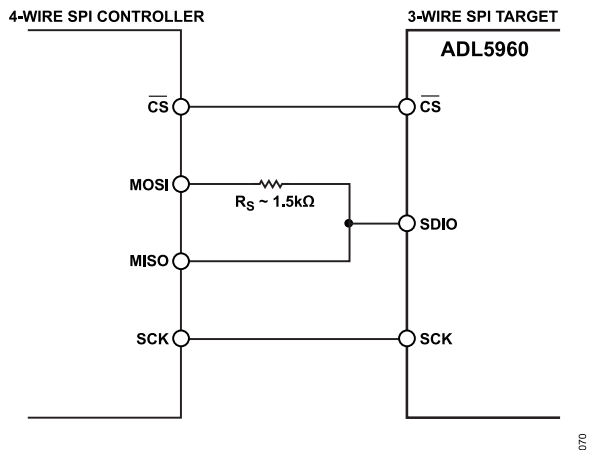 4-WIRE SPI CONTROLLER
3-WIRE SPI TARGET
ADL5960
CS
CS
MOSI
RS ~ 1.5kΩ
SDIO
MISO
SCK
SCK
070